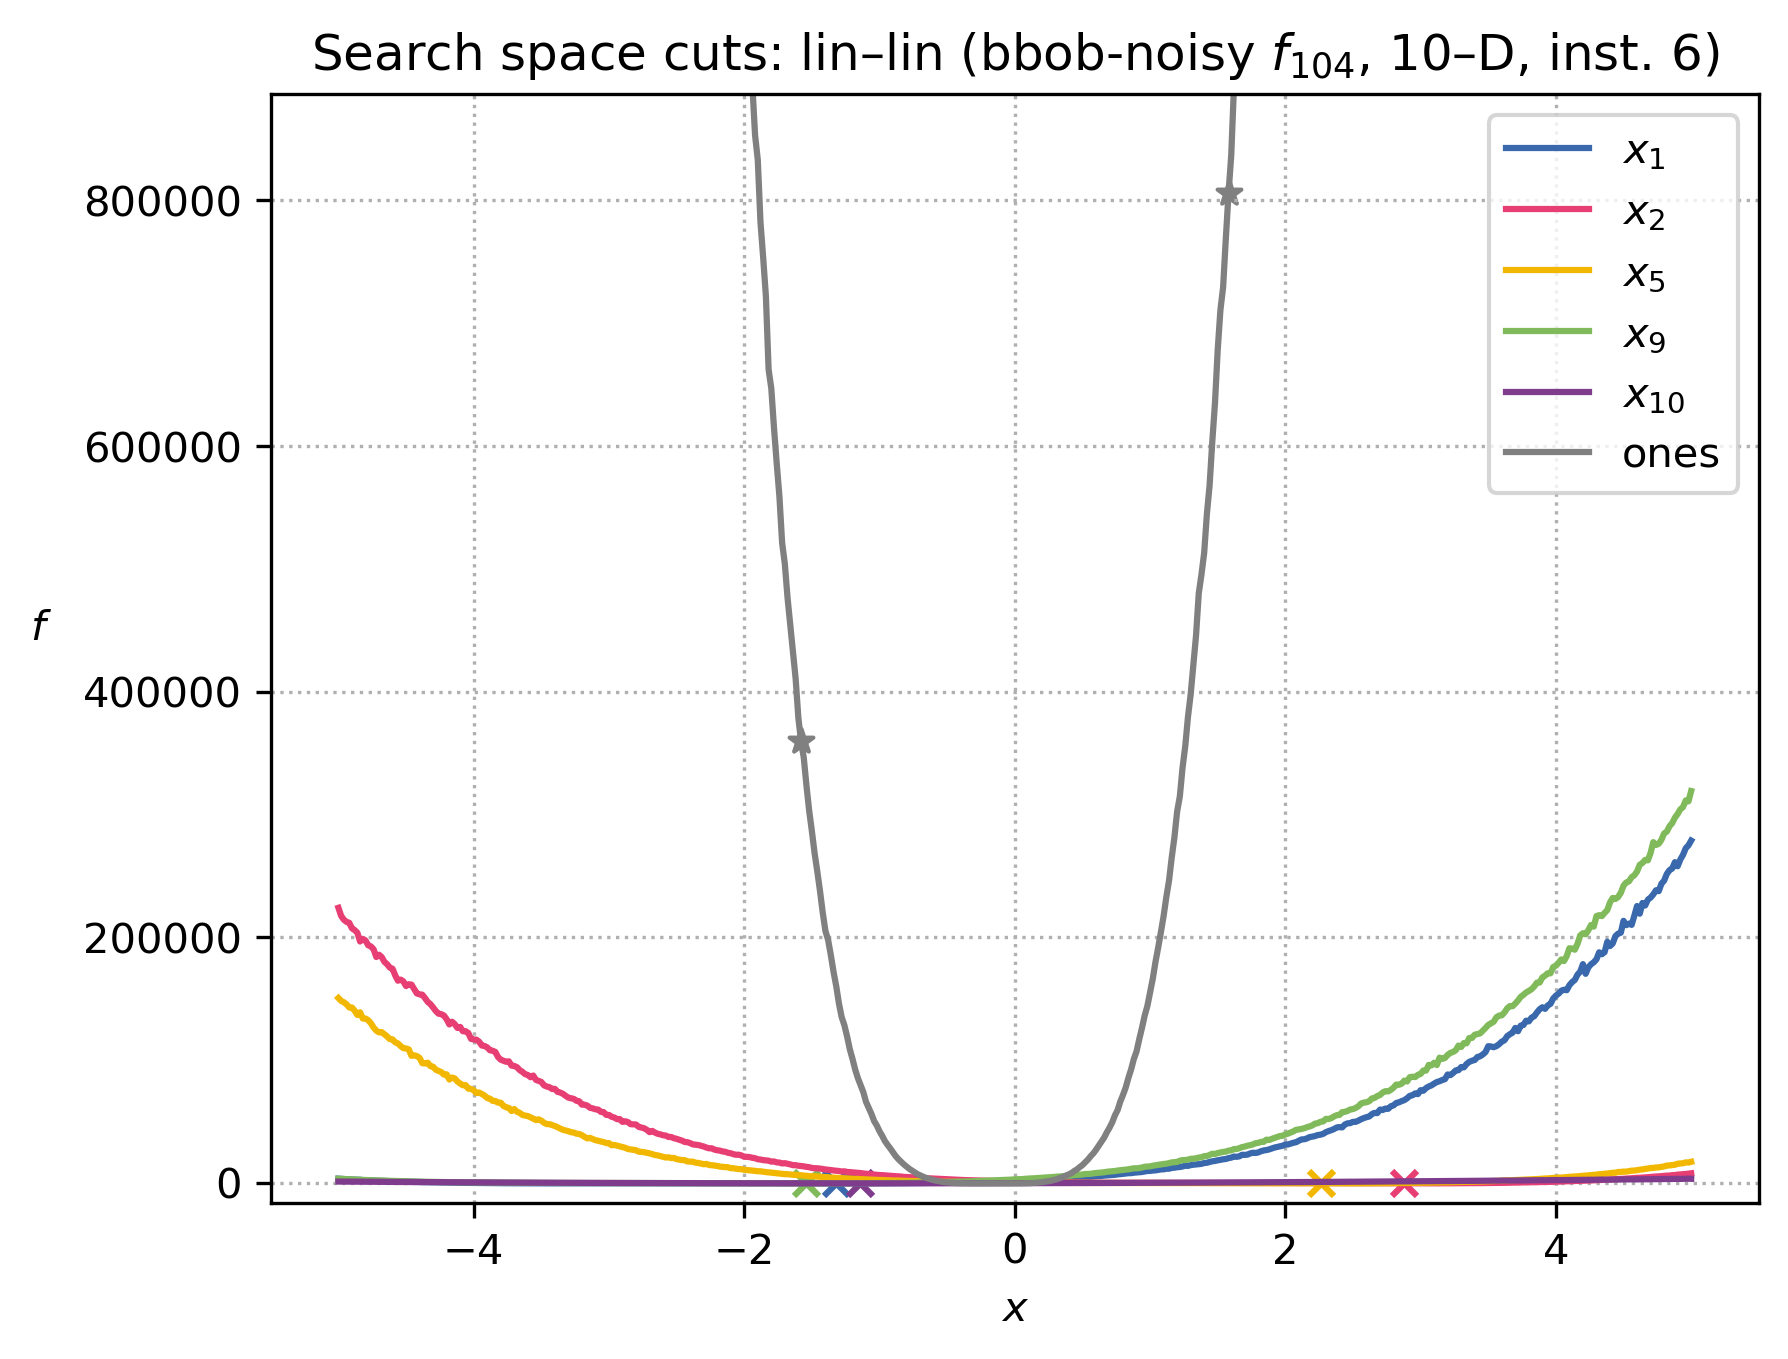 Search space cuts: lin–lin (bbob-noisy f₁₀₄, 10–D, inst. 6)
x₁
x₂
x₅
x₉
x₁₀
ones
800000
600000
400000
200000
0
f
−4
−2
0
2
4
x